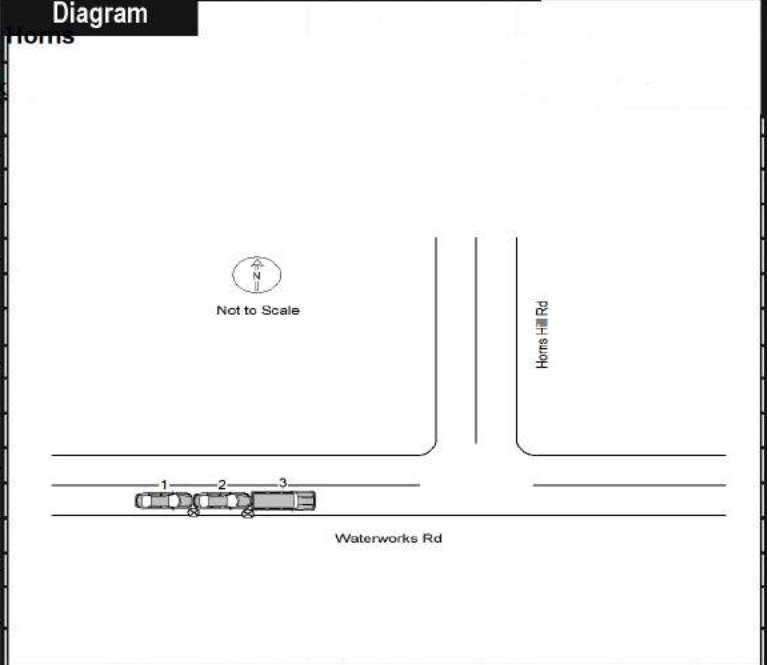 Diagram
Horns
N
Not to Scale
Horns Hill Rd
1 2 3
Waterworks Rd